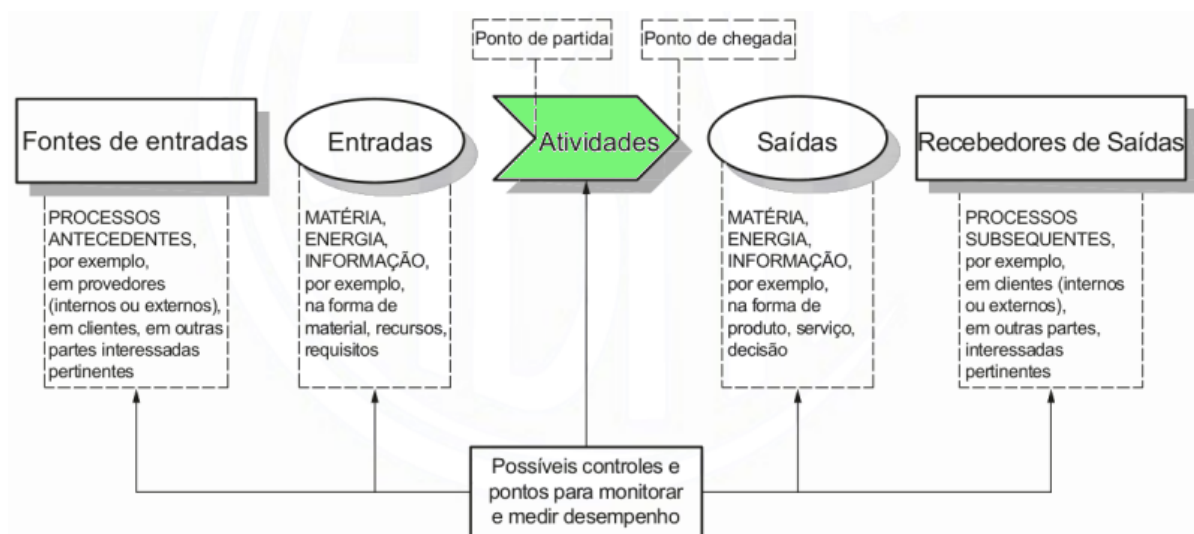 Ponto de partida
Ponto de chegada
Fontes de entradas
Entradas
Atividades
Saídas
Recebedores de Saídas
PROCESSOS
ANTECEDENTES,
por exemplo,
em provedores
(internos ou externos),
em clientes, em outras
partes interessadas
pertinentes
MATÉRIA,
ENERGIA,
INFORMAÇÃO,
por exemplo,
na forma de
material, recursos,
requisitos
MATÉRIA,
ENERGIA,
INFORMAÇÃO,
por exemplo,
na forma de
produto, serviço,
decisão
PROCESSOS
SUBSEQUENTES,
por exemplo,
em clientes (internos
ou externos),
em outras partes,
interessadas
pertinentes
Possíveis controles e
pontos para monitorar
e medir desempenho